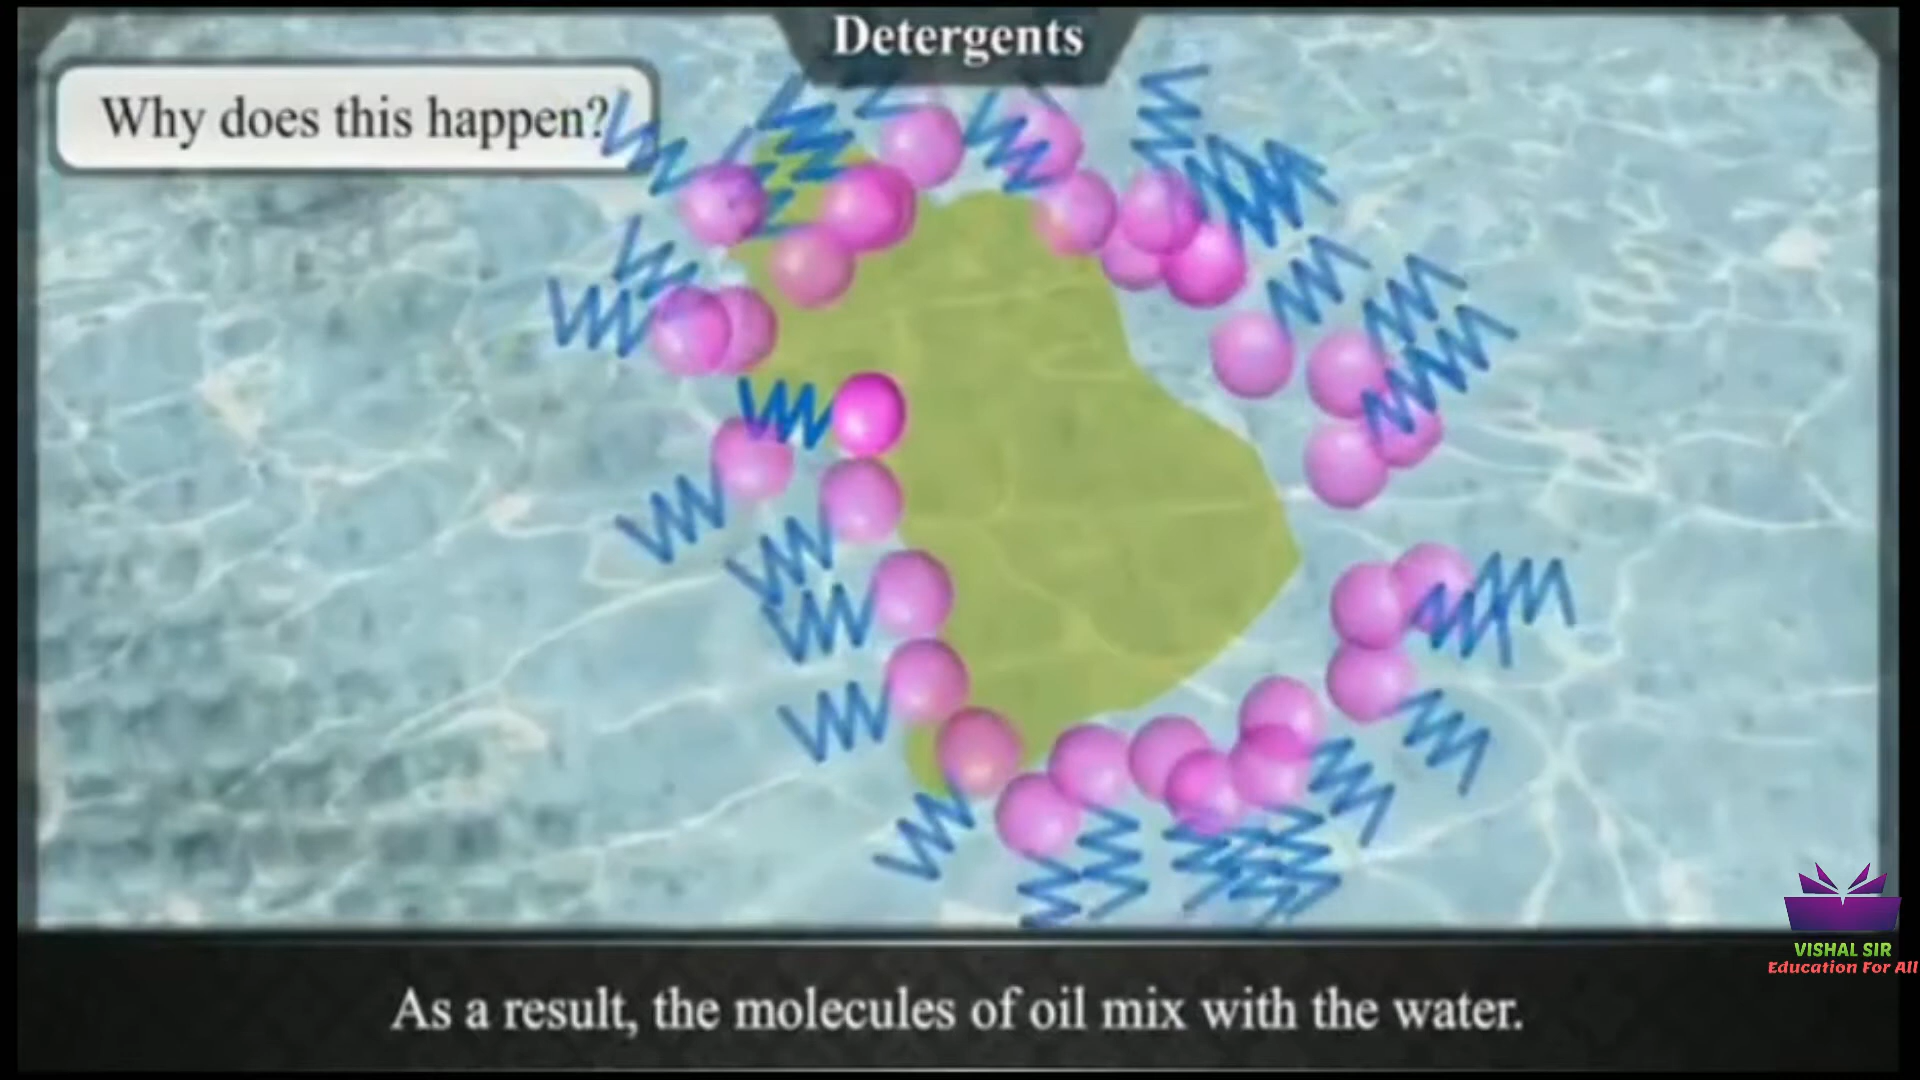 Detergents
Why does this happen?
As a result, the molecules of oil mix with the water.
VISHAL SIR
Education For All